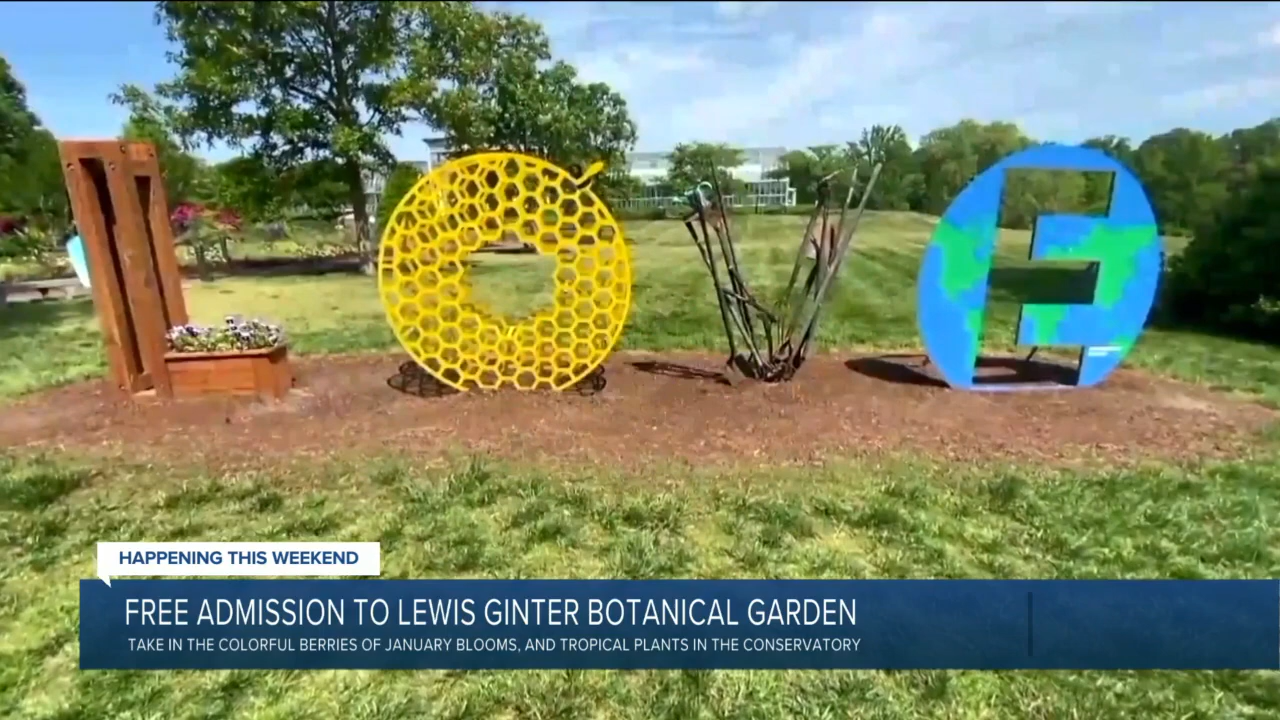 LOVE
HAPPENING THIS WEEKEND
FREE ADMISSION TO LEWIS GINTER BOTANICAL GARDEN
TAKE IN THE COLORFUL BERRIES OF JANUARY BLOOMS, AND TROPICAL PLANTS IN THE CONSERVATORY